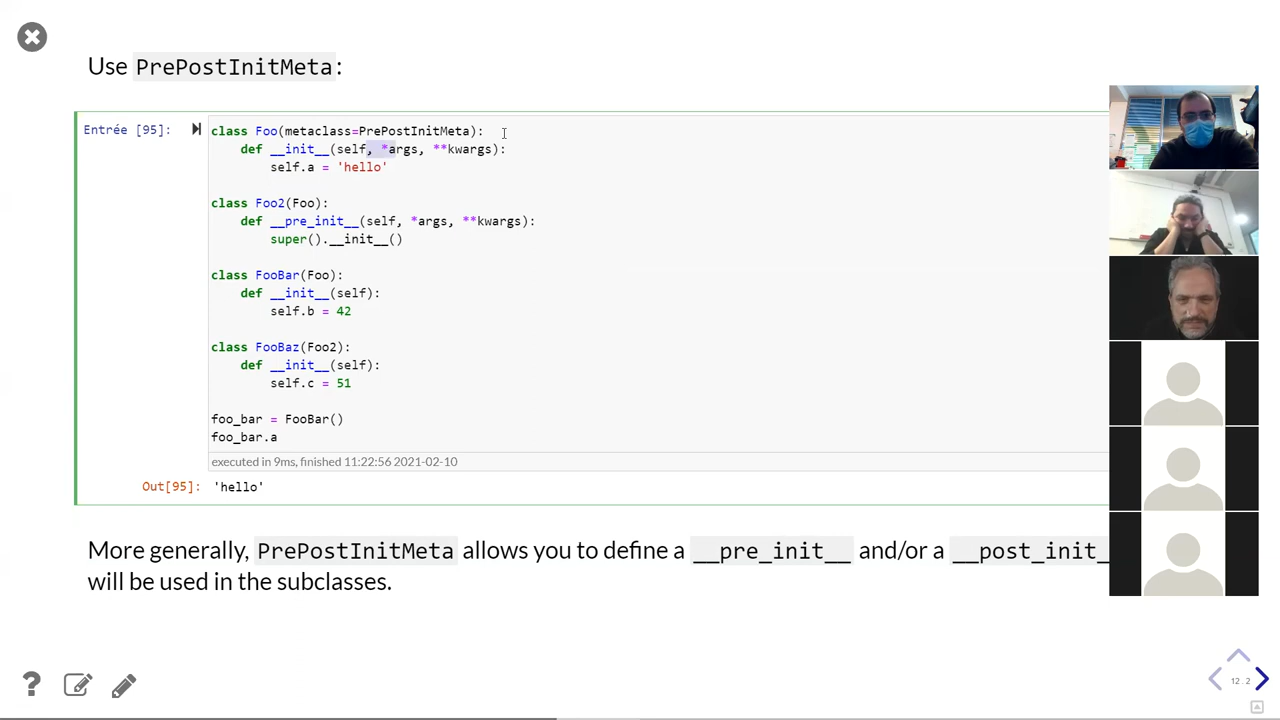 Use PrePostInitMeta:
Entrée [95]:
class Foo(metaclass=PrePostInitMeta):
    def __init__(self, *args, **kwargs):
        self.a = 'hello'

class Foo2(Foo):
    def __pre_init__(self, *args, **kwargs):
        super().__init__()

class FooBar(Foo):
    def __init__(self):
        self.b = 42

class FooBaz(Foo2):
    def __init__(self):
        self.c = 51

foo_bar = FooBar()
foo_bar.a
executed in 9ms, finished 11:22:56 2021-02-10
Out[95]: 'hello'
More generally, PrePostInitMeta allows you to define a __pre_init__ and/or a __post_init_
will be used in the subclasses.
?
12.2